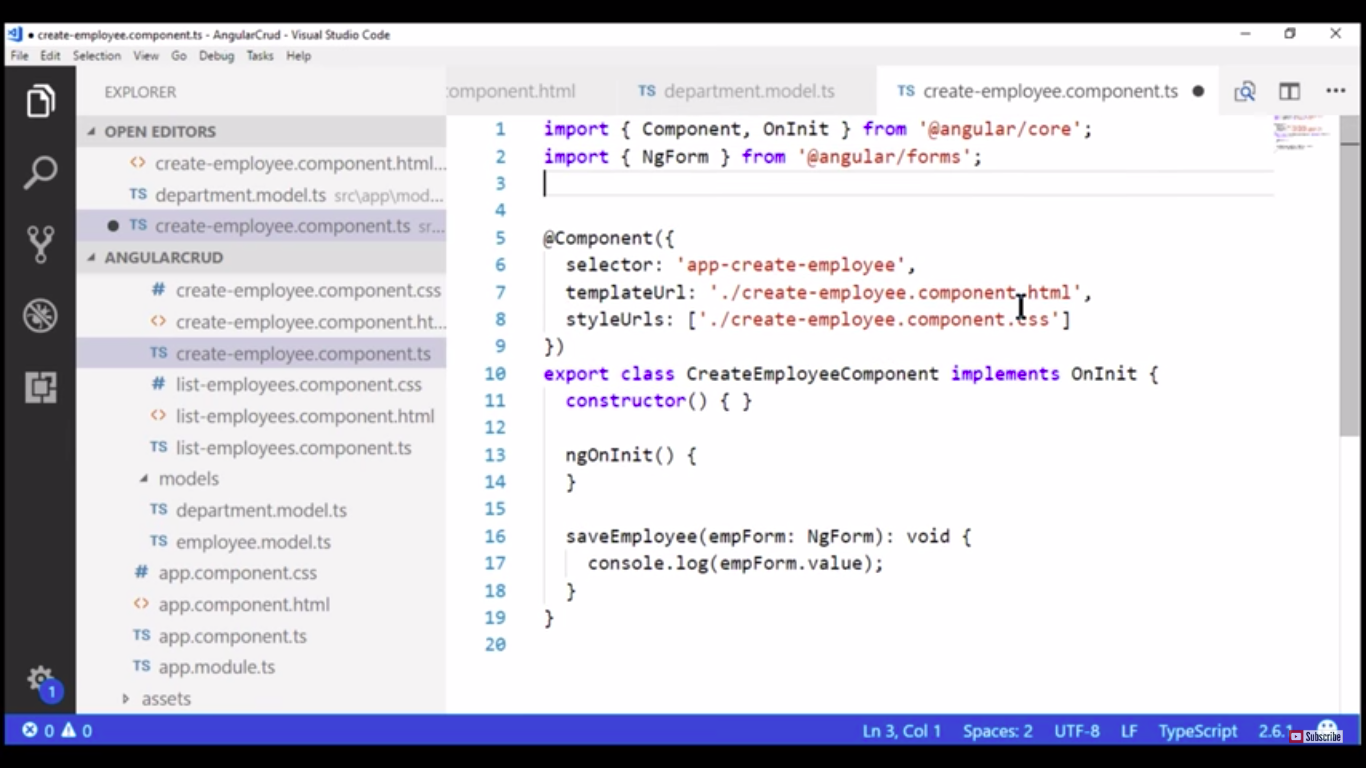 create-employee.component.ts - AngularCrud - Visual Studio Code
File Edit Selection View Go Debug Tasks Help
EXPLORER
OPEN EDITORS
create-employee.component.html...
department.model.ts src\app\mod...
create-employee.component.ts sr...
ANGULARCRUD
# create-employee.component.css
<> create-employee.component.ht...
TS create-employee.component.ts
# list-employees.component.css
<> list-employees.component.html
TS list-employees.component.ts
models
TS department.model.ts
TS employee.model.ts
# app.component.css
<> app.component.html
TS app.component.ts
TS app.module.ts
assets
1
component.html TS department.model.ts TS create-employee.component.ts
1 import { Component, OnInit } from '@angular/core';
2 import { NgForm } from '@angular/forms';
3
4
5 @Component({
6 selector: 'app-create-employee',
7 templateUrl: './create-employee.component.html',
8 styleUrls: ['./create-employee.component.css']
9 })
10 export class CreateEmployeeComponent implements OnInit {
11 constructor() { }
12
13 ngOnInit() {
14 }
15
16 saveEmployee(empForm: NgForm): void {
17 console.log(empForm.value);
18 }
19 }
20
0 0 Ln 3, Col 1 Spaces: 2 UTF-8 LF TypeScript 2.6.1
Subscribe